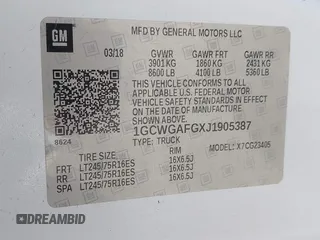 GM
MFD BY GENERAL MOTORS LLC
03/18 GVWR GAWR FRT GAWR RR
3901 KG 1860 KG 2431 KG
8600 LB 4100 LB 5360 LB
THIS VEHICLE CONFORMS TO ALL APPLICABLE
U.S. FEDERAL MOTOR VEHICLE SAFETY
STANDARDS IN EFFECT ON THE DATE OF
MANUFACTURE SHOWN ABOVE.
1GCWGAFGXJ1905387
8624 TYPE: TRUCK MODEL: X7CG23405
TIRE SIZE RIM
FRT LT245/75R16ES 16X6.5J
RR LT245/75R16ES 16X6.5J
SPA LT245/75R16ES 16X6.5J
DREAMBID